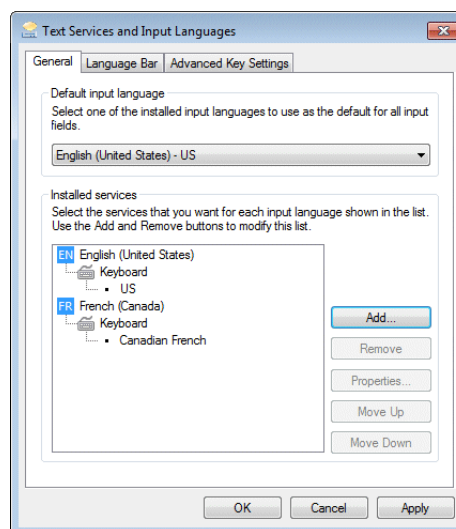 Text Services and Input Languages
General
Language Bar
Advanced Key Settings
Default input language
Select one of the installed input languages to use as the default for all input
fields.
English (United States) - US
Installed services
Select the services that you want for each input language shown in the list.
Use the Add and Remove buttons to modify this list.
EN English (United States)
Keyboard
US
FR French (Canada)
Keyboard
Canadian French
Add...
Remove
Properties...
Move Up
Move Down
OK
Cancel
Apply